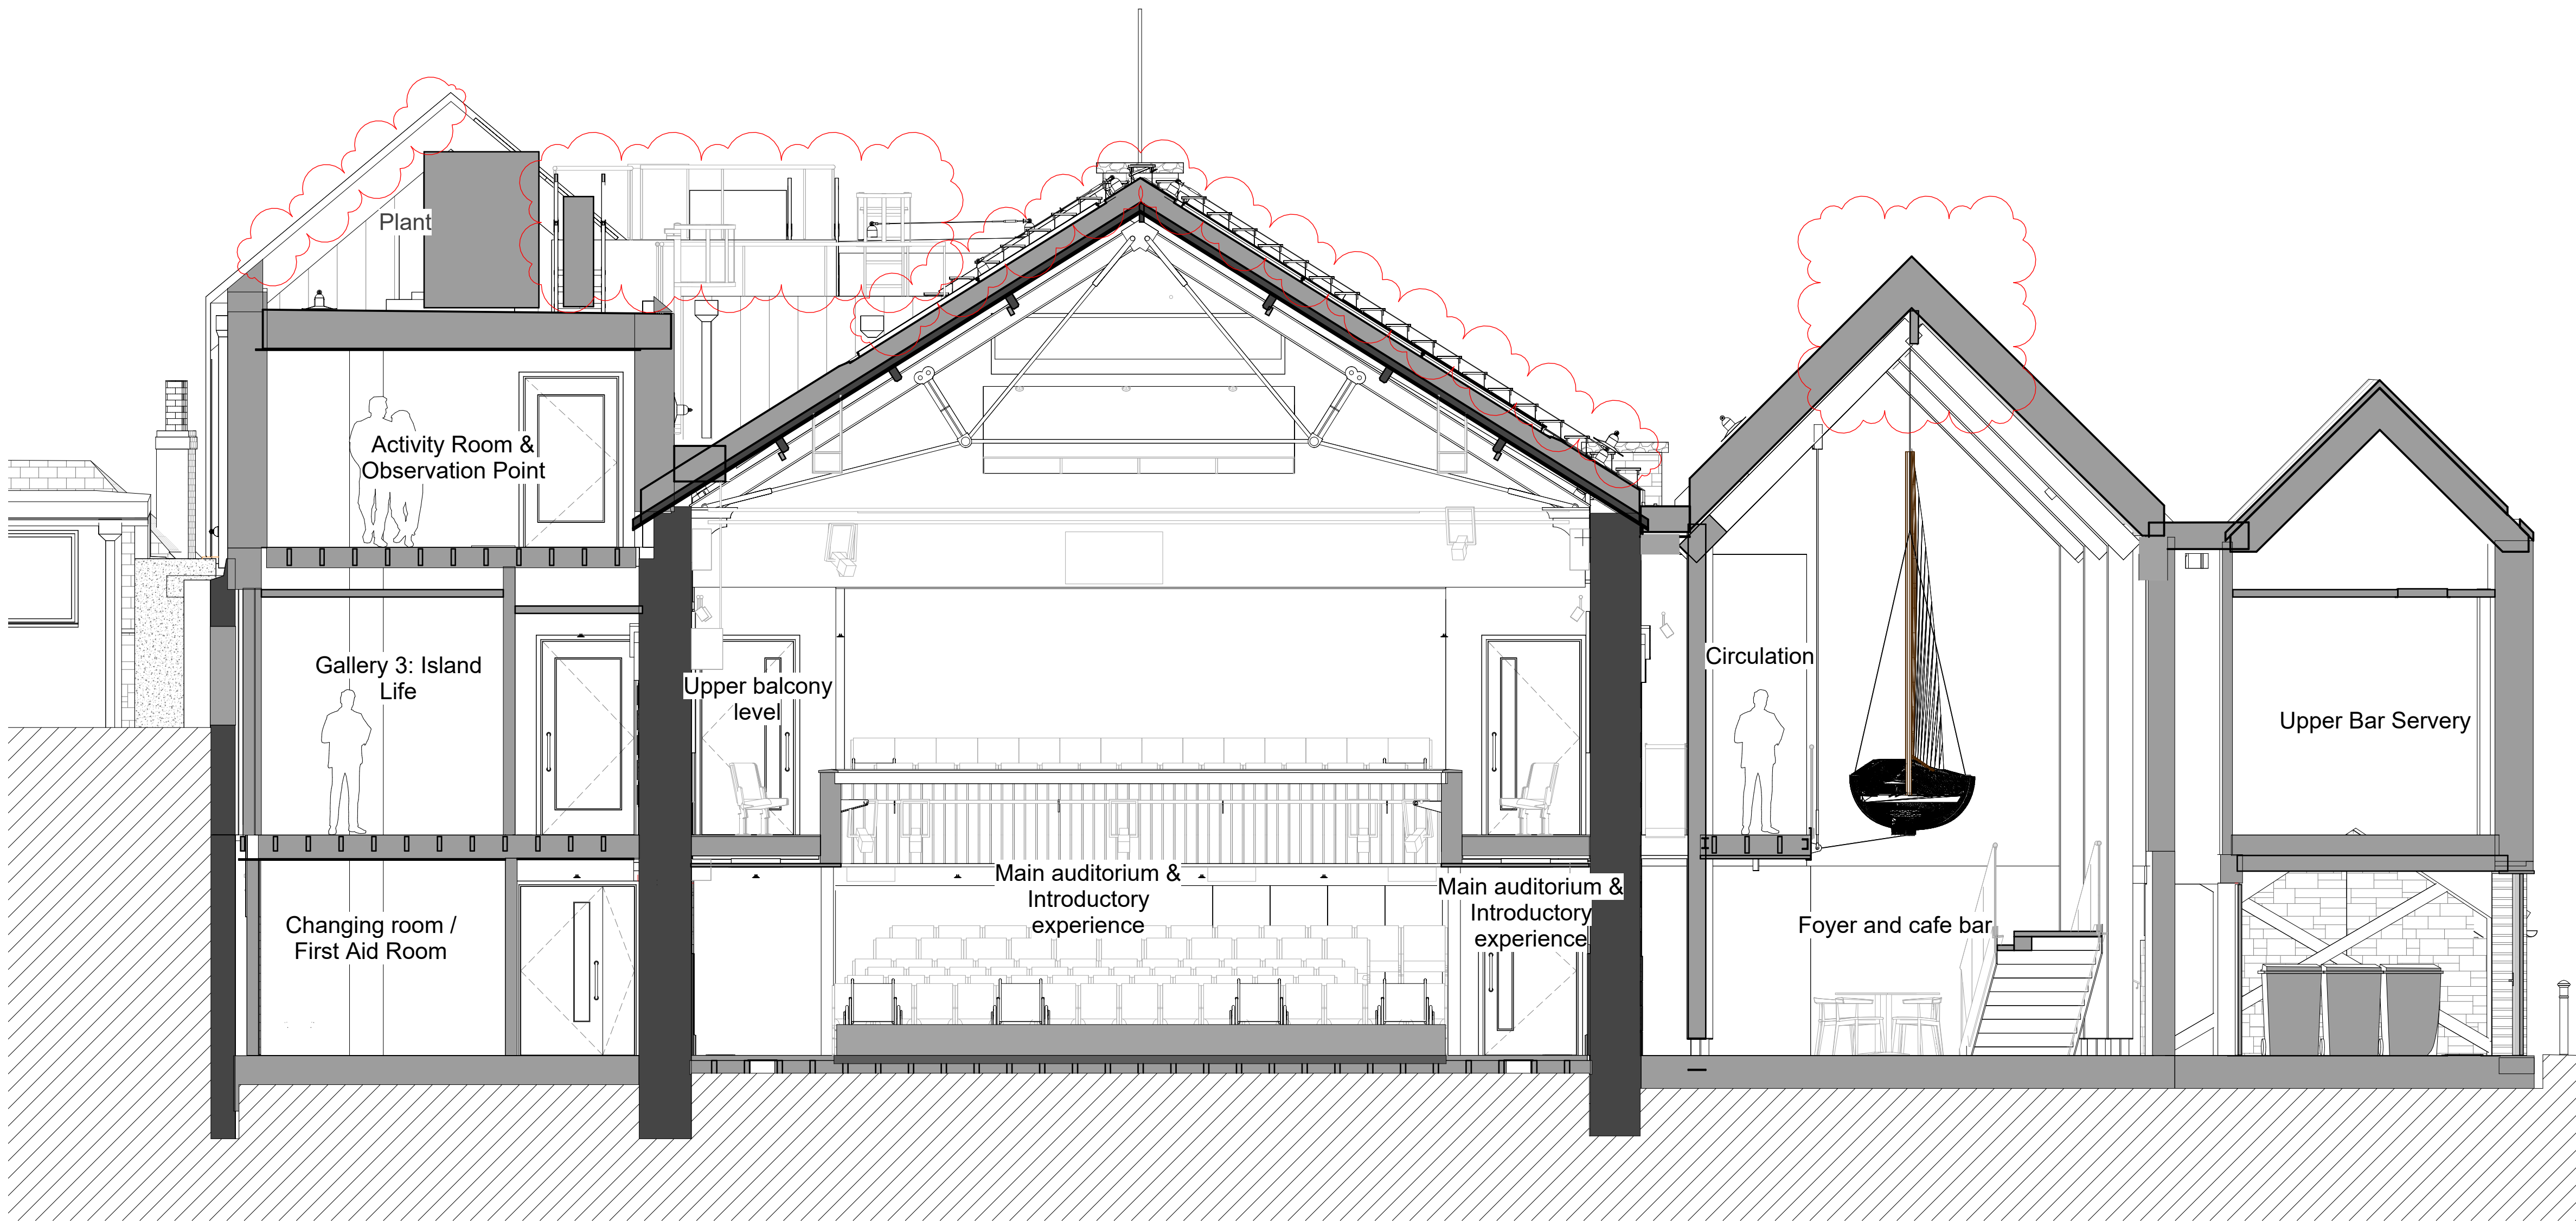 Plant
Activity Room &
Observation Point
Gallery 3: Island
Life
Upper balcony
level
Circulation
Upper Bar Servery
Main auditorium &
Introductory
experience
Main auditorium &
Introductory
experience
Changing room /
First Aid Room
Foyer and cafe bar